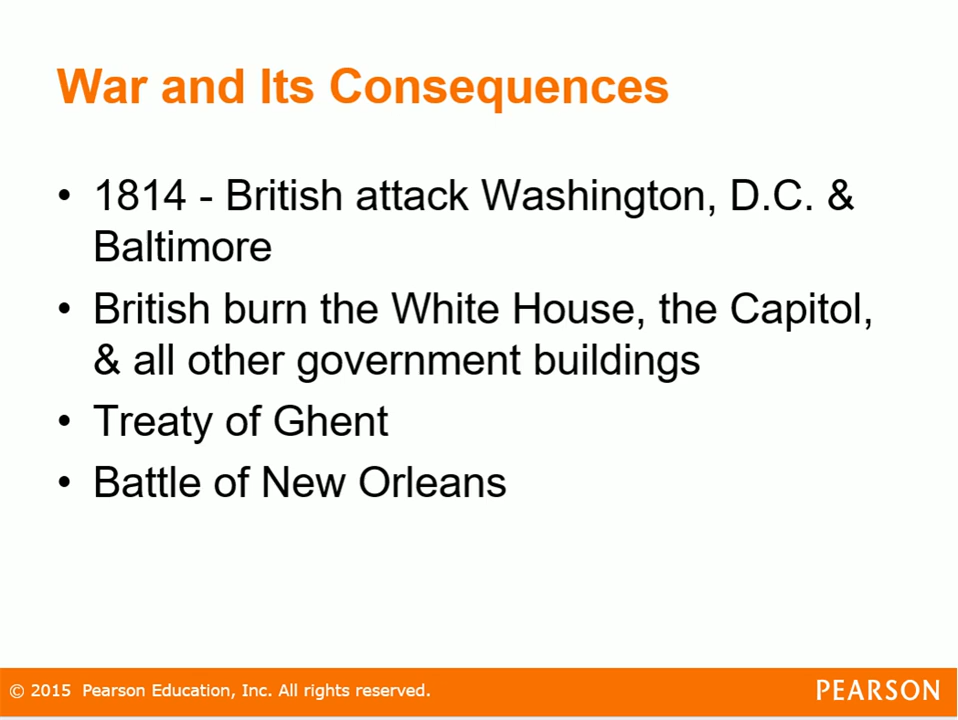 War and Its Consequences
• 1814 - British attack Washington, D.C. &
Baltimore
• British burn the White House, the Capitol,
& all other government buildings
• Treaty of Ghent
• Battle of New Orleans
© 2015 Pearson Education, Inc. All rights reserved.
PEARSON